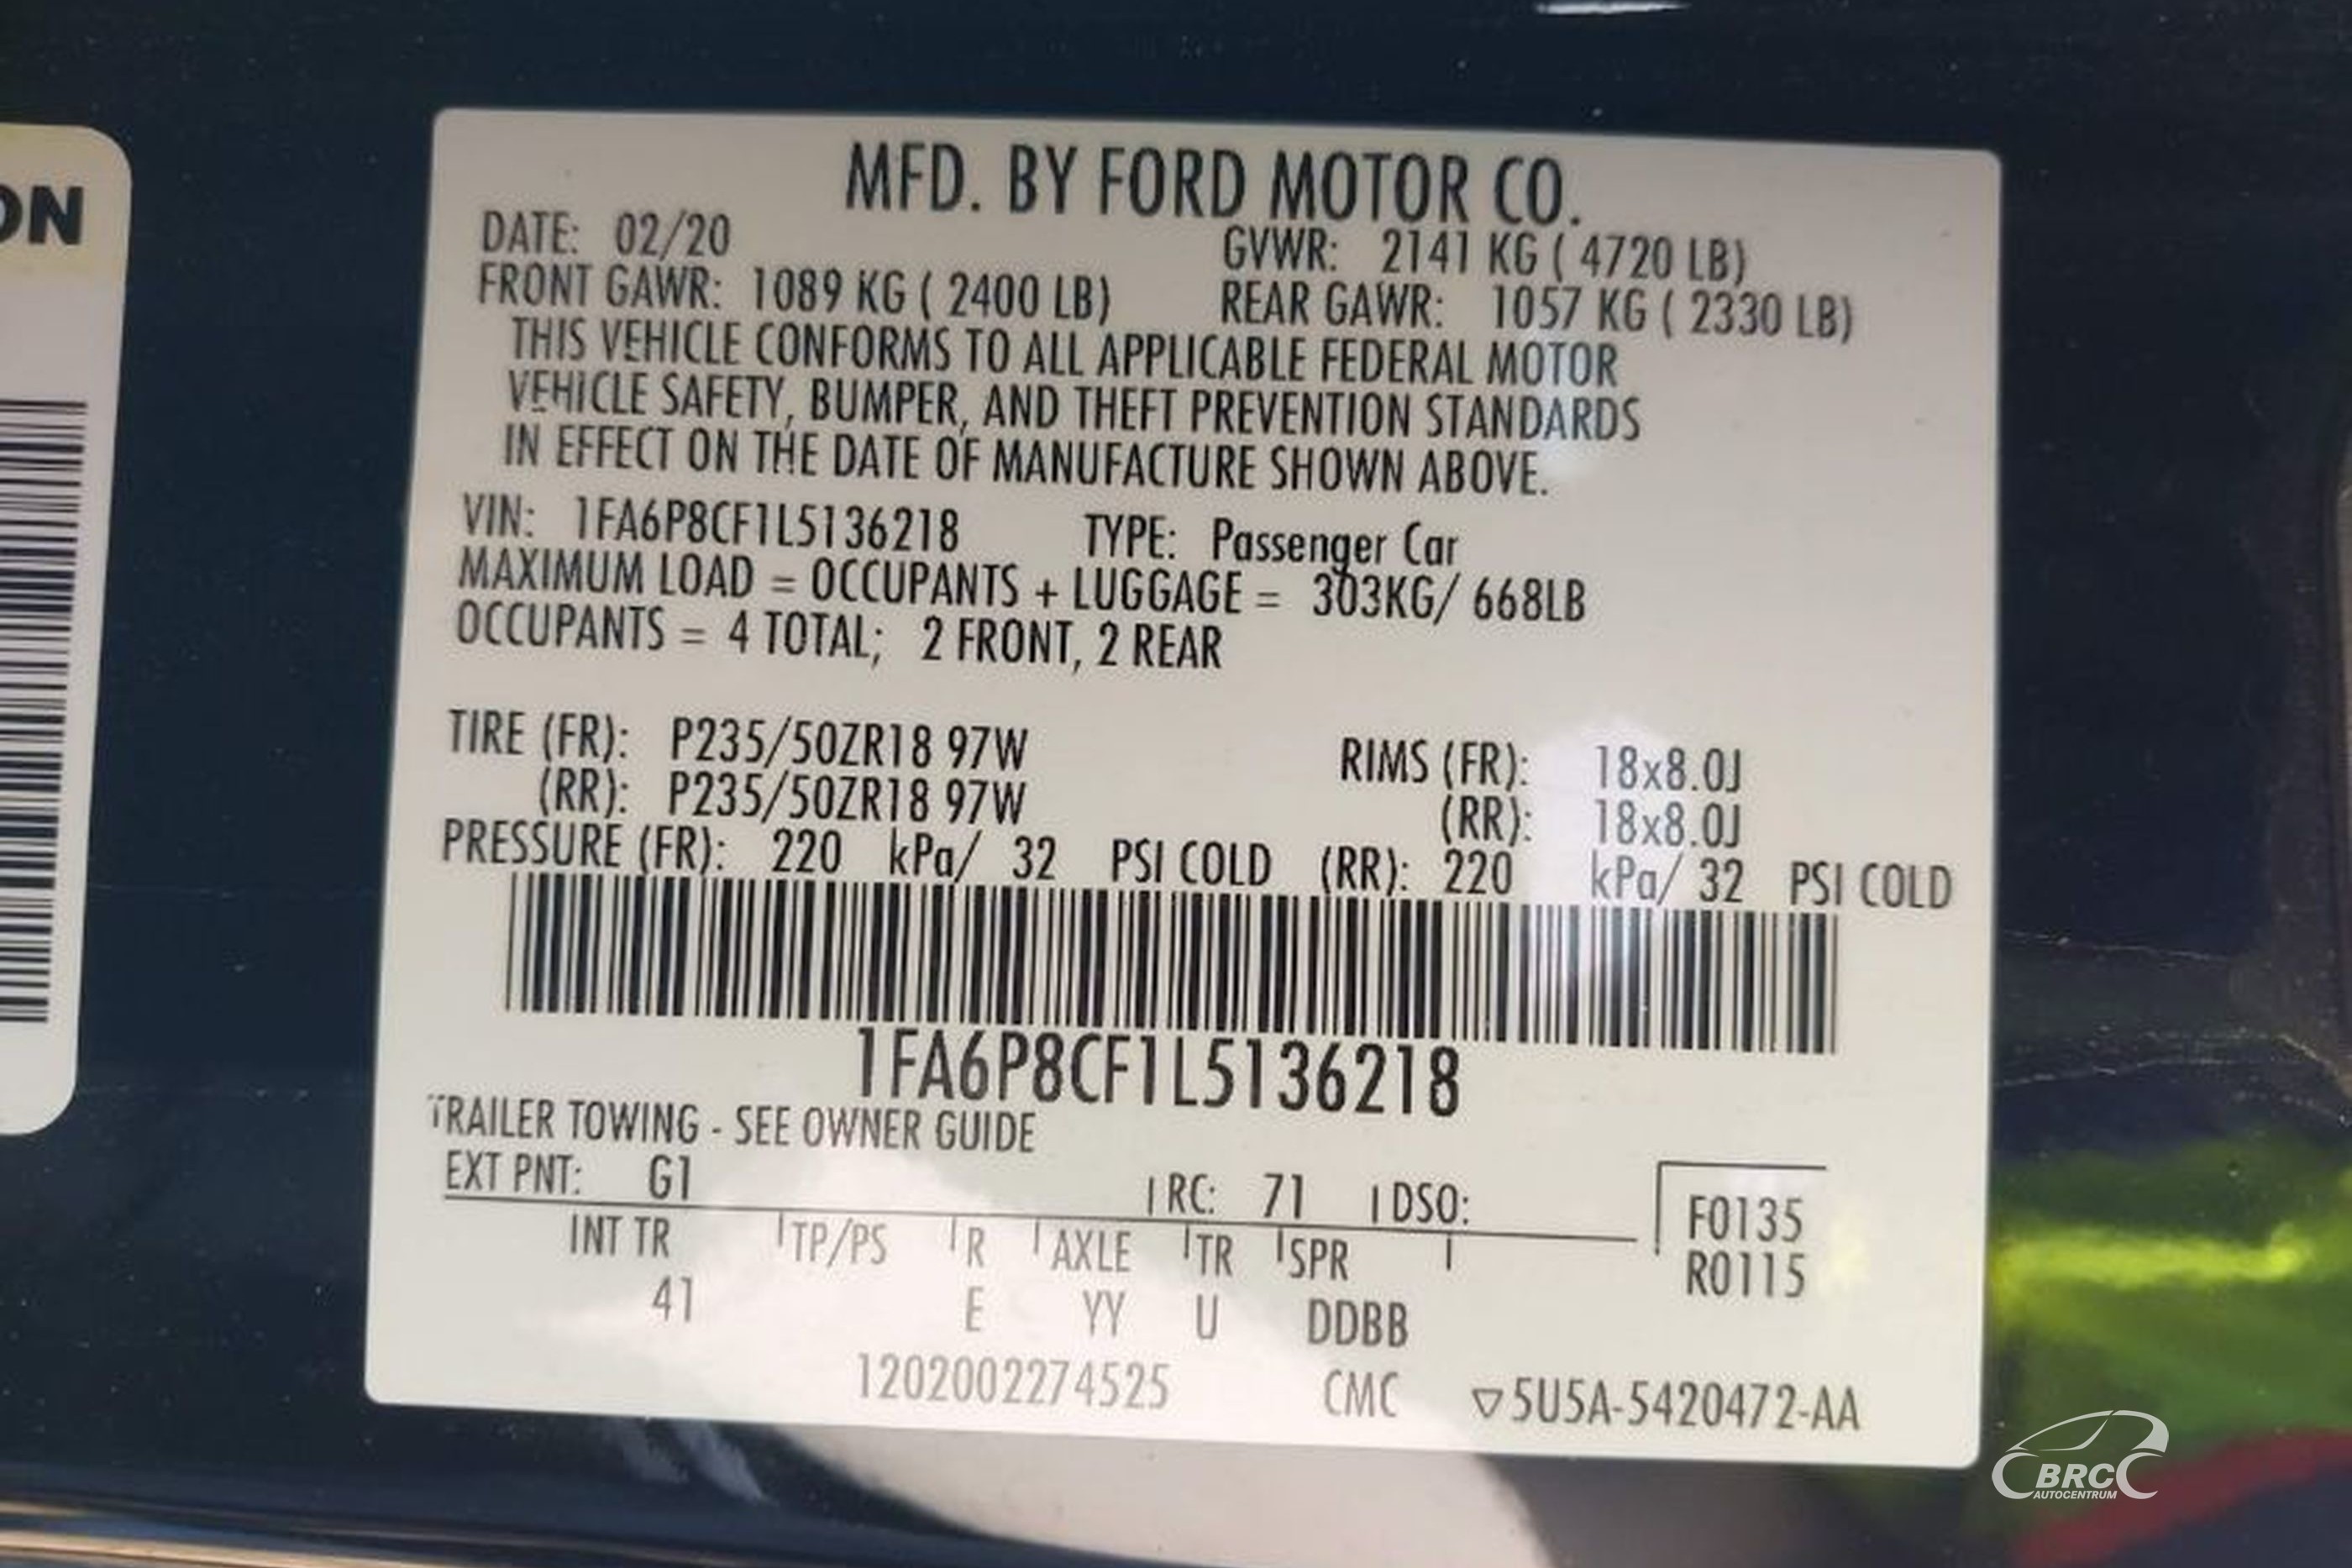 ON
MFD. BY FORD MOTOR CO.
DATE: 02/20 GVWR: 2141 KG ( 4720 LB)
FRONT GAWR: 1089 KG ( 2400 LB) REAR GAWR: 1057 KG ( 2330 LB)
THIS VEHICLE CONFORMS TO ALL APPLICABLE FEDERAL MOTOR
VEHICLE SAFETY, BUMPER, AND THEFT PREVENTION STANDARDS
IN EFFECT ON THE DATE OF MANUFACTURE SHOWN ABOVE.
VIN: 1FA6P8CF1L5136218 TYPE: Passenger Car
MAXIMUM LOAD = OCCUPANTS + LUGGAGE = 303KG/ 668LB
OCCUPANTS = 4 TOTAL; 2 FRONT, 2 REAR
TIRE (FR): P235/50ZR18 97W RIMS (FR): 18x8.0J
(RR): P235/50ZR18 97W (RR): 18x8.0J
PRESSURE (FR): 220 kPa/ 32 PSI COLD (RR): 220 kPa/ 32 PSI COLD
1FA6P8CF1L5136218
TRAILER TOWING - SEE OWNER GUIDE
EXT PNT: G1 RC: 71 DSO: F0135
INT TR TP/PS R AXLE TR SPR R0115
41 E YY U DDBB
1202002274525 CMC ▽5U5A-5420472-AA
BRC
AUTOCENTRUM